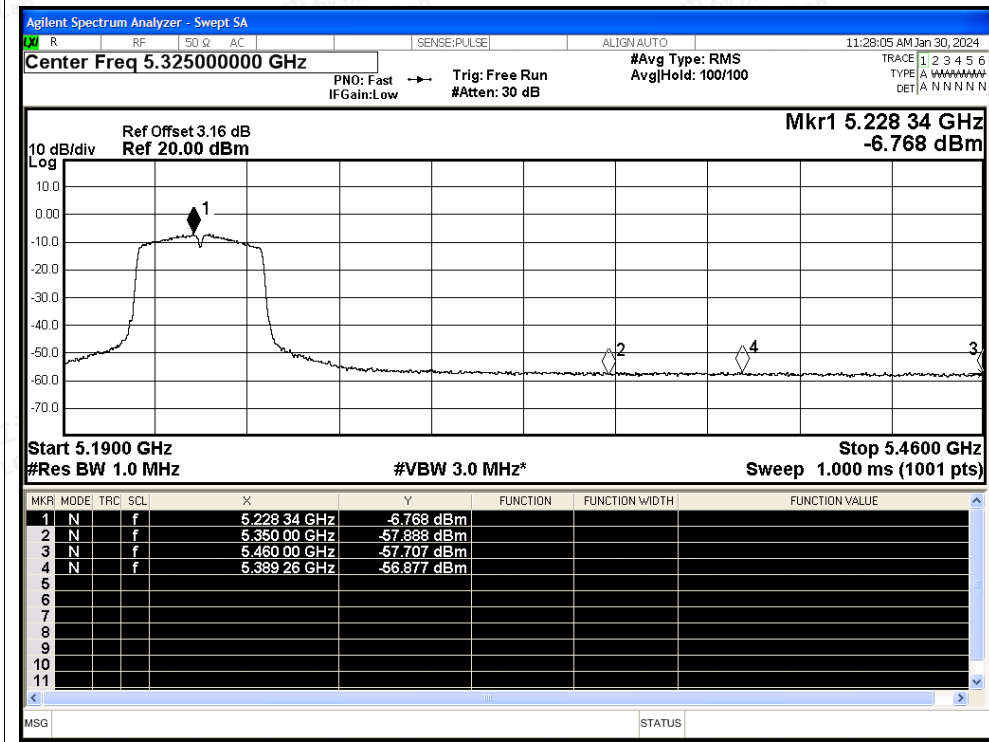 Agilent Spectrum Analyzer - Swept SA
LXI R RF 50 Ω AC SENSE:PULSE ALIGN AUTO 11:28:05 AM Jan 30, 2024
Center Freq 5.325000000 GHz #Avg Type: RMS TRACE 1 2 3 4 5 6
PNO: Fast Trig: Free Run Avg|Hold: 100/100 TYPE A WWWWW
IFGain:Low #Atten: 30 dB DET A N N N N N
Mkr1 5.228 34 GHz
Ref Offset 3.16 dB
10 dB/div Ref 20.00 dBm -6.768 dBm
Log
10.0
0.00
1
-10.0
-20.0
-30.0
-40.0
-50.0
2 4 3
-60.0
-70.0
Start 5.1900 GHz Stop 5.4600 GHz
#Res BW 1.0 MHz #VBW 3.0 MHz* Sweep 1.000 ms (1001 pts)
MKR MODE TRC SCL X Y FUNCTION FUNCTION WIDTH FUNCTION VALUE
1 N f 5.228 34 GHz -6.768 dBm
2 N f 5.350 00 GHz -57.888 dBm
3 N f 5.460 00 GHz -57.707 dBm
4 N f 5.389 26 GHz -56.877 dBm
5
6
7
8
9
10
11
MSG STATUS